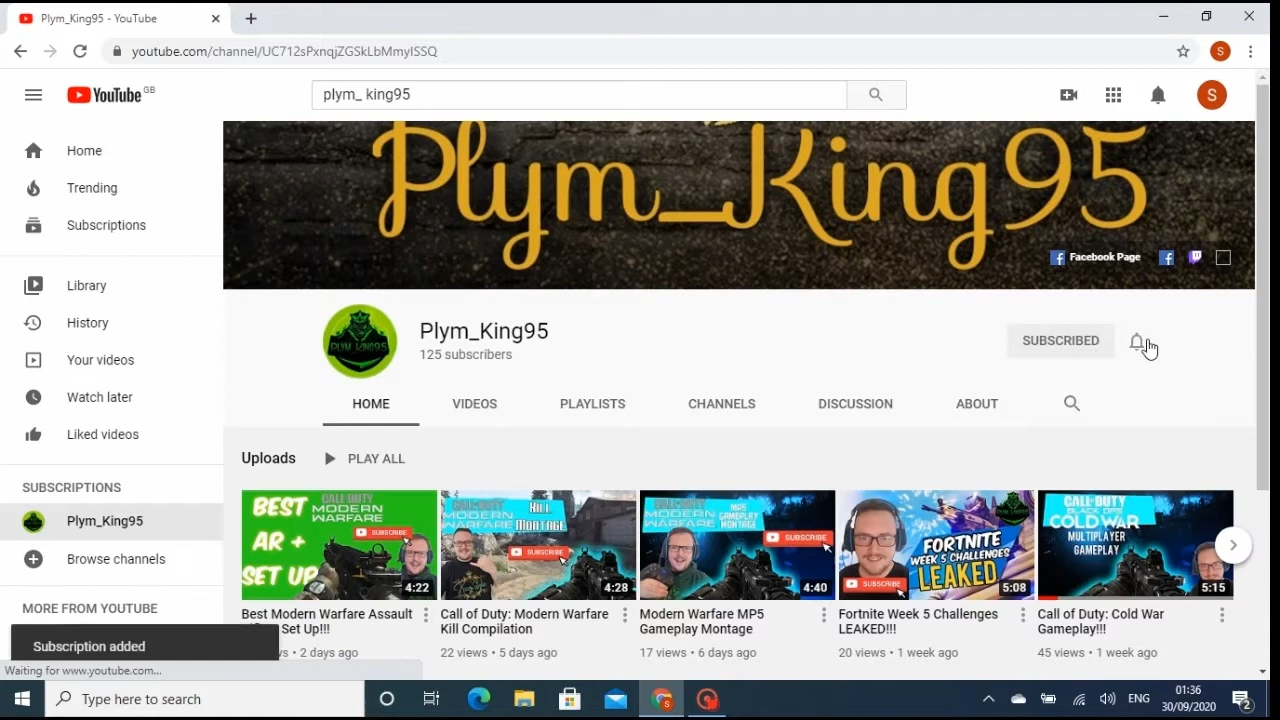 Plym_King95 - YouTube
youtube.com/channel/UC712sPxnqjZGSkLbMmyISSQ
S
YouTube GB
plym_ king95
S
Home
Trending
Subscriptions
Library
History
Your videos
Watch later
Liked videos
SUBSCRIPTIONS
Plym_King95
Browse channels
MORE FROM YOUTUBE
Plym_King95
Facebook Page
PLYM KING95
Plym_King95
125 subscribers
SUBSCRIBED
HOME VIDEOS PLAYLISTS CHANNELS DISCUSSION ABOUT
Uploads PLAY ALL
BEST AR + SET UP
CALL OF DUTY MODERN WARFARE
SUBSCRIBE
4:22
CALL OF DUTY MODERN WARFARE
KILL MONTAGE
SUBSCRIBE
4:28
CALL OF DUTY MODERN WARFARE
MP5 GAMEPLAY MONTAGE
SUBSCRIBE
4:40
FORTNITE
WEEK 5 CHALLENGES
LEAKED
SUBSCRIBE
5:08
CALL OF DUTY
BLACK OPS
COLD WAR
MULTIPLAYER
GAMEPLAY
5:15
Best Modern Warfare Assault
Set Up!!!
2 days ago
Call of Duty: Modern Warfare
Kill Compilation
22 views • 5 days ago
Modern Warfare MP5
Gameplay Montage
17 views • 6 days ago
Fortnite Week 5 Challenges
LEAKED!!!
20 views • 1 week ago
Call of Duty: Cold War
Gameplay!!!
45 views • 1 week ago
Subscription added
Waiting for www.youtube.com...
Type here to search
S
ENG
01:36
30/09/2020
2